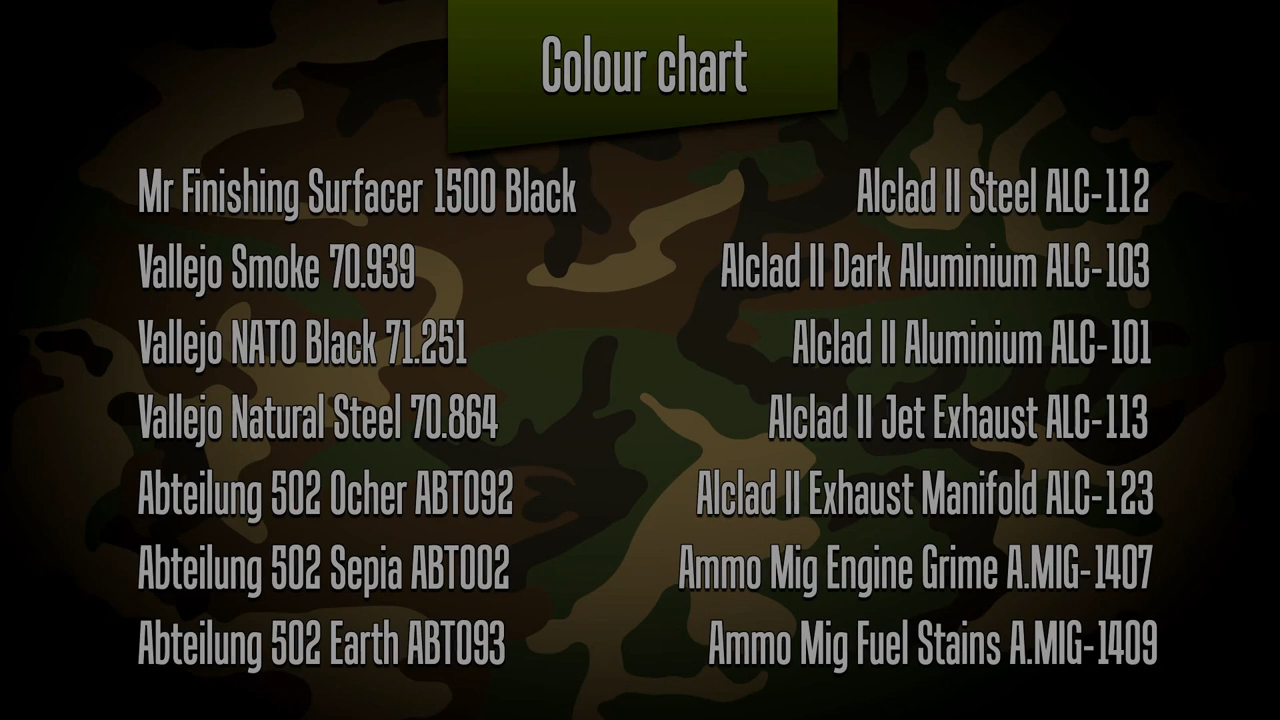 Colour chart
Mr Finishing Surfacer 1500 Black
Vallejo Smoke 70.939
Vallejo NATO Black 71.251
Vallejo Natural Steel 70.864
Abteilung 502 Ocher ABT092
Abteilung 502 Sepia ABT002
Abteilung 502 Earth ABT093
Alclad II Steel ALC-112
Alclad II Dark Aluminium ALC-103
Alclad II Aluminium ALC-101
Alclad II Jet Exhaust ALC-113
Alclad II Exhaust Manifold ALC-123
Ammo Mig Engine Grime A.MIG-1407
Ammo Mig Fuel Stains A.MIG-1409